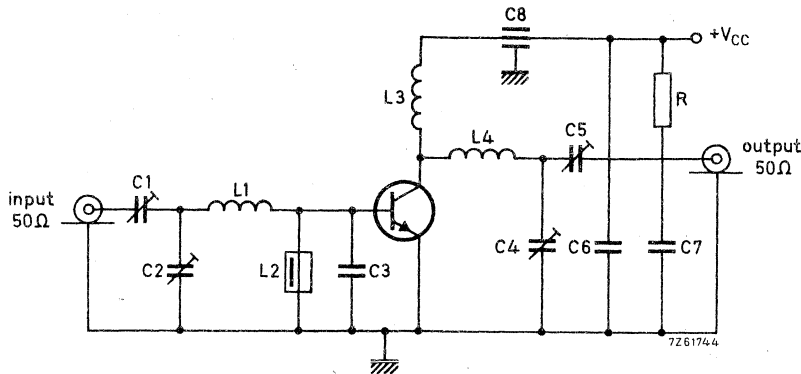 C8
+VCC
L3
R
C5
L4
output
50Ω
input
50Ω
C1
L1
C2
L2
C3
C4
C6
C7
7Z61744